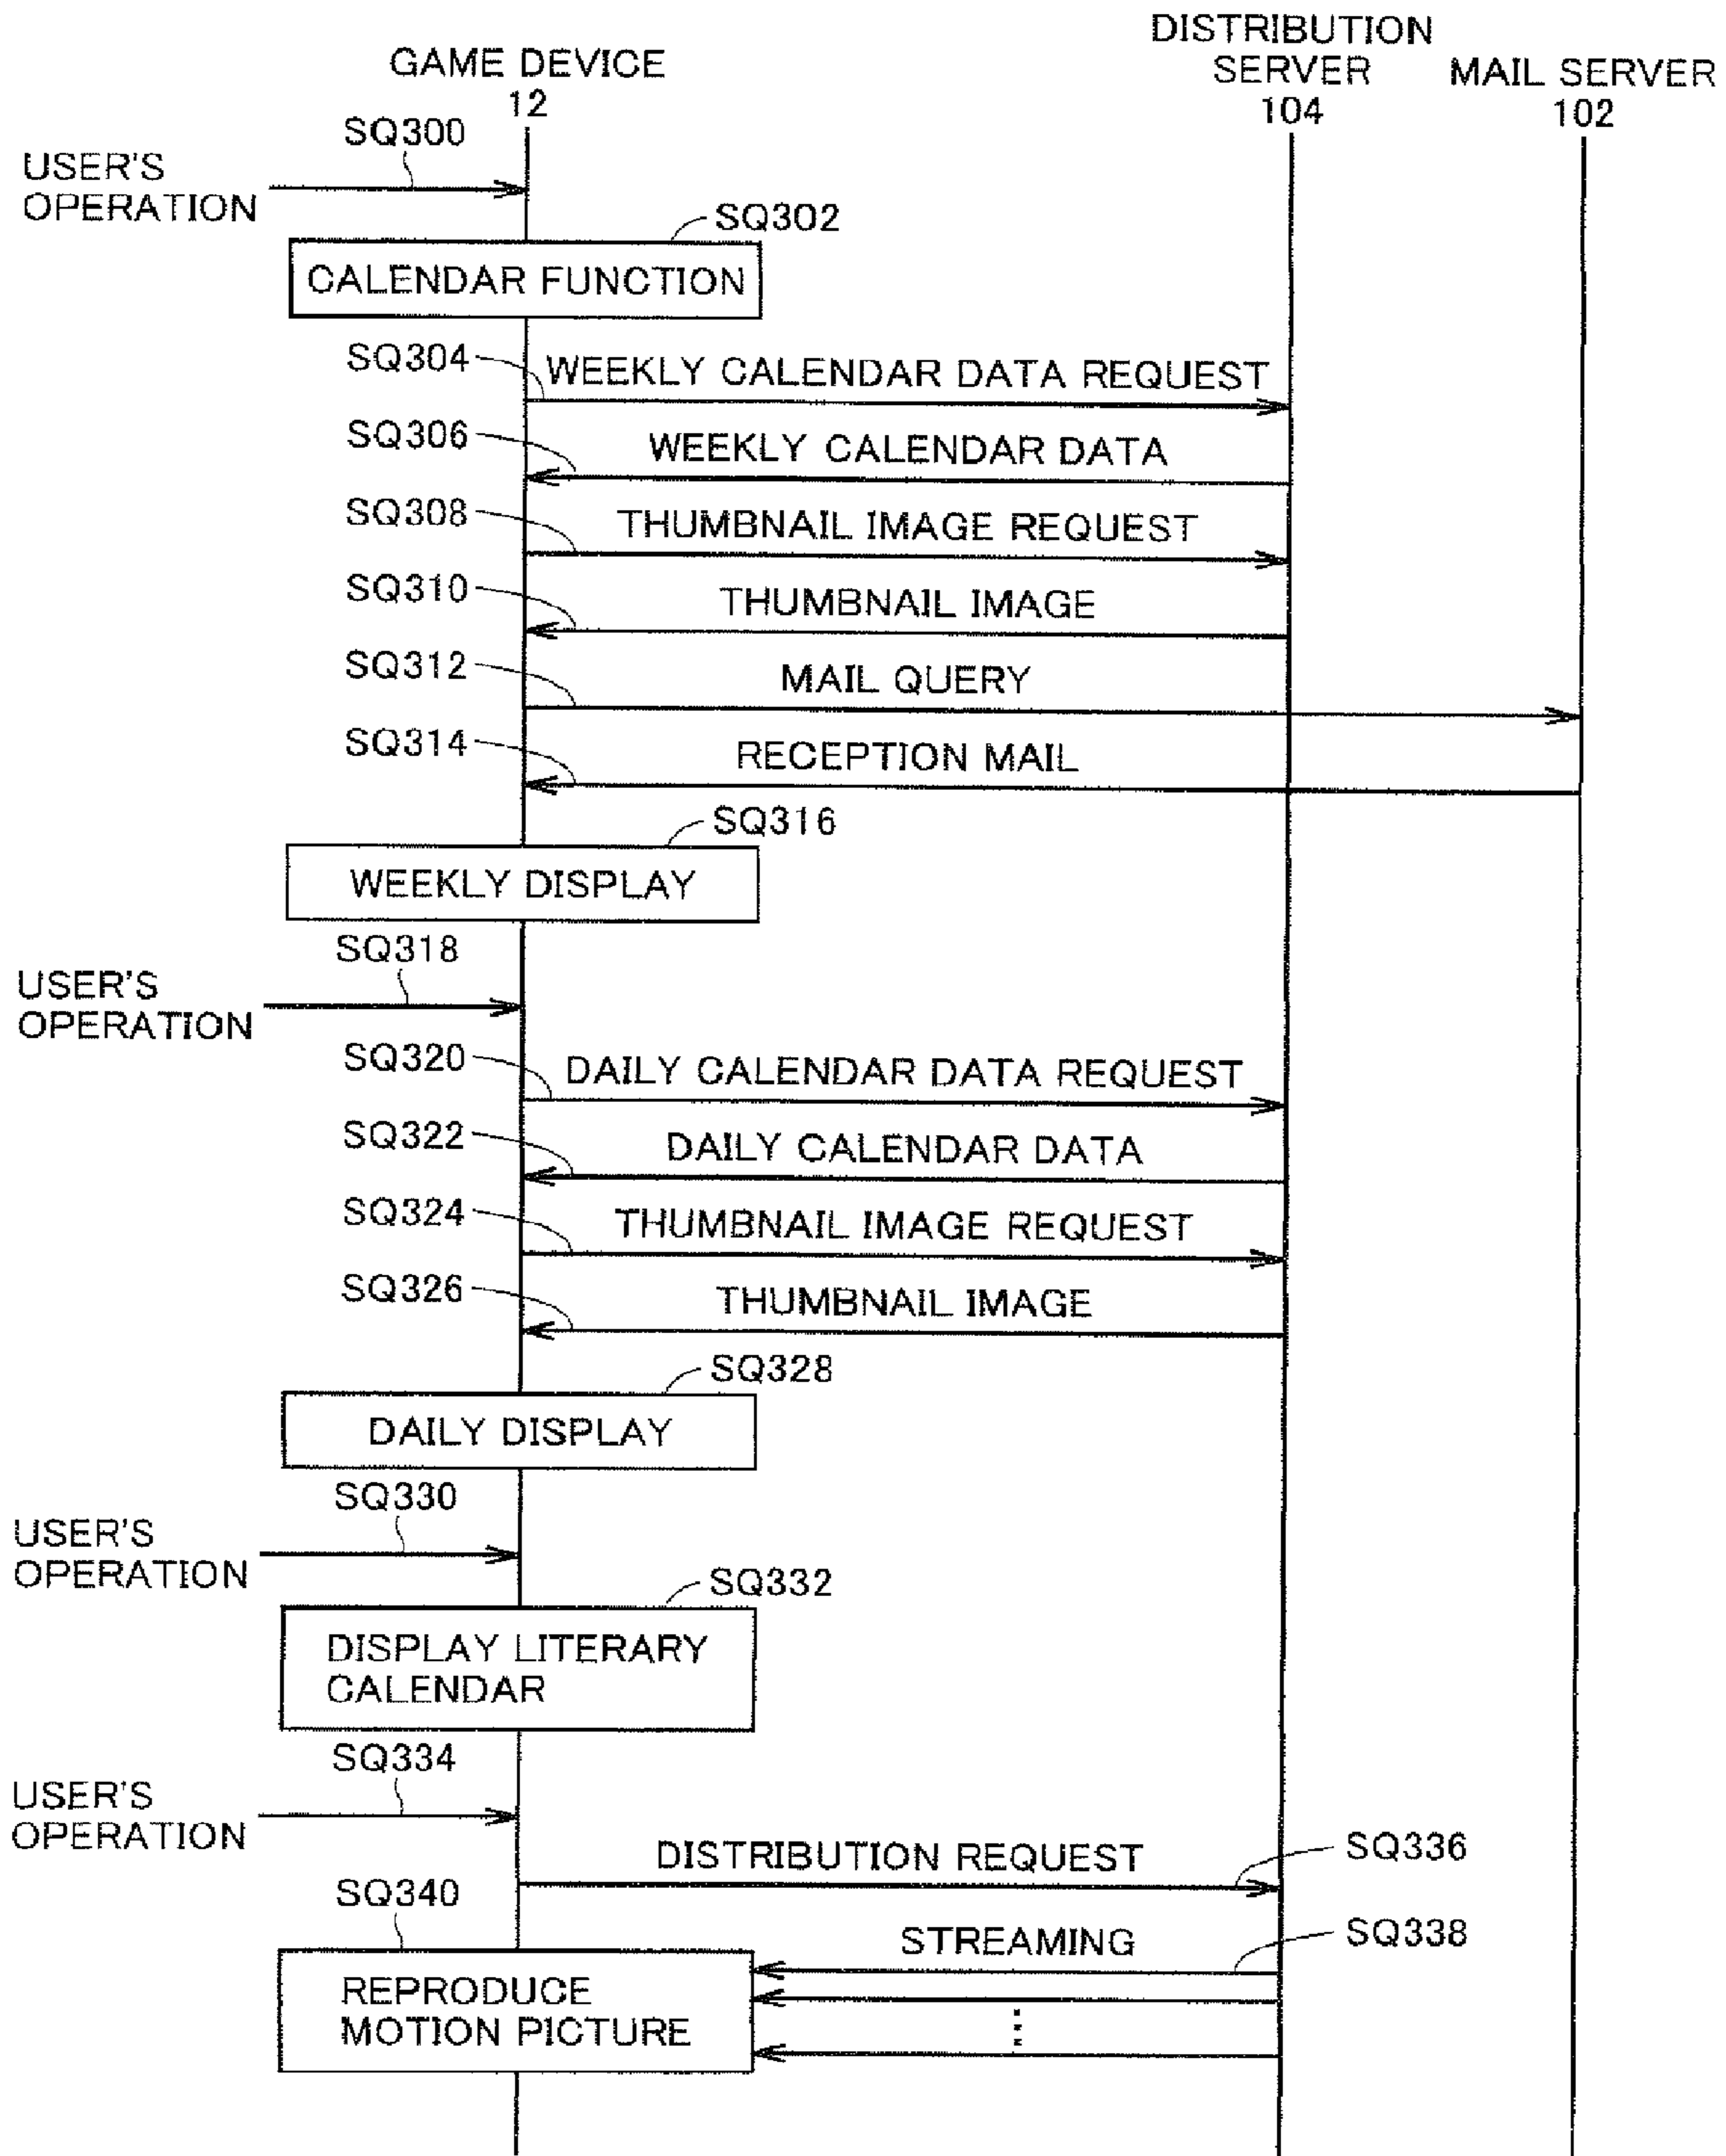 DISTRIBUTION
SERVER
104
GAME DEVICE
12
MAIL SERVER
102
SQ300
USER'S
OPERATION
SQ302
CALENDAR FUNCTION
SQ304
WEEKLY CALENDAR DATA REQUEST
SQ306
WEEKLY CALENDAR DATA
SQ308
THUMBNAIL IMAGE REQUEST
SQ310
THUMBNAIL IMAGE
SQ312
MAIL QUERY
SQ314
RECEPTION MAIL
SQ316
WEEKLY DISPLAY
SQ318
USER'S
OPERATION
SQ320
DAILY CALENDAR DATA REQUEST
SQ322
DAILY CALENDAR DATA
SQ324
THUMBNAIL IMAGE REQUEST
SQ326
THUMBNAIL IMAGE
SQ328
DAILY DISPLAY
SQ330
USER'S
OPERATION
SQ332
DISPLAY LITERARY
CALENDAR
SQ334
USER'S
OPERATION
DISTRIBUTION REQUEST
SQ336
SQ340
STREAMING
SQ338
REPRODUCE
MOTION PICTURE